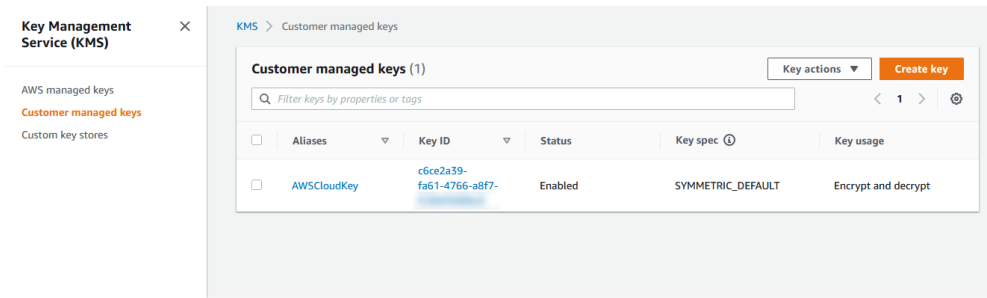 Key Management
Service (KMS)
AWS managed keys
Customer managed keys
Custom key stores
KMS > Customer managed keys
Customer managed keys (1)
Key actions
Create key
Filter keys by properties or tags
1
Aliases
Key ID
Status
Key spec
Key usage
AWSCloudKey
c6ce2a39-
fa61-4766-a8f7-
Enabled
SYMMETRIC_DEFAULT
Encrypt and decrypt